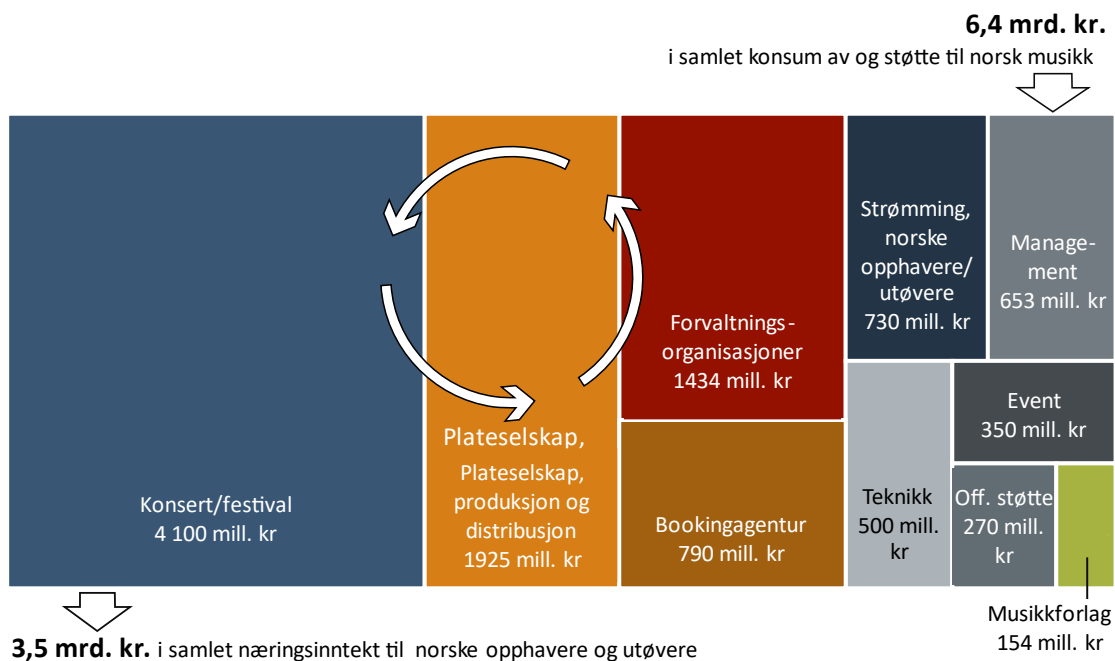 6,4 mrd. kr.
i samlet konsum av og støtte til norsk musikk
Konsert/festival
4 100 mill. kr
Plateselskap,
Plateselskap,
produksjon og
distribusjon
1925 mill. kr
Forvaltnings-
organisasjoner
1434 mill. kr
Bookingagentur
790 mill. kr
Strømming,
norske
opphavere/
utøvere
730 mill. kr
Manage-
ment
653 mill. kr
Teknikk
500 mill.
kr
Event
350 mill. kr
Off. støtte
270 mill.
kr
Musikkforlag
154 mill. kr
3,5 mrd. kr. i samlet næringsinntekt til norske opphavere og utøvere